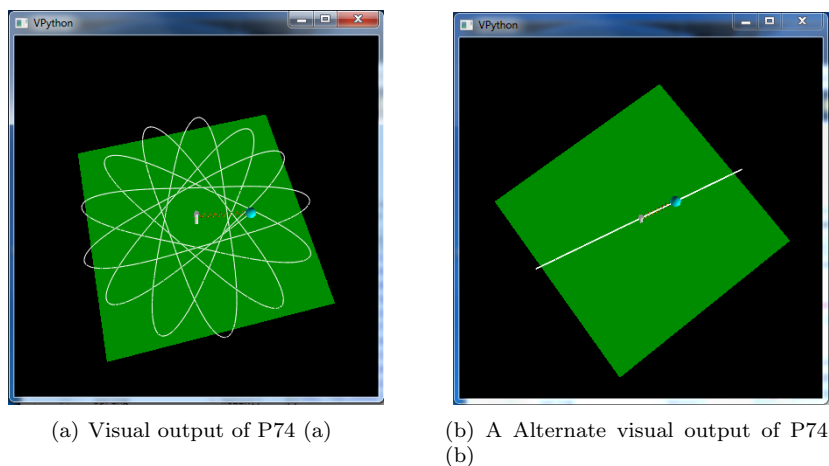 VPython
VPython
(a) Visual output of P74 (a)
(b) A Alternate visual output of P74
(b)